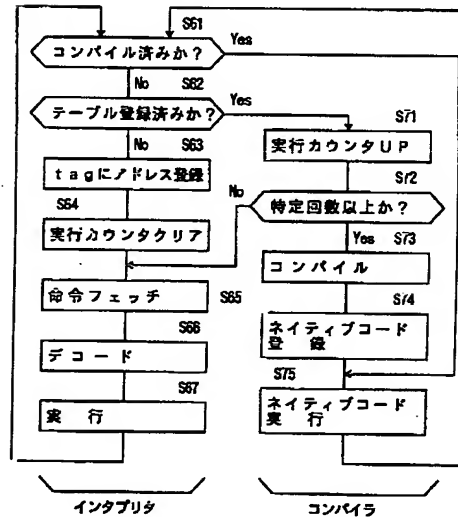 S61
コンパイル済みか?
Yes
No
S62
テーブル登録済みか?
Yes
No
S63
tagにアドレス登録
S64
実行カウンタクリア
命令フェッチ
S65
S66
デコード
S67
実 行
インタプリタ
S71
実行カウンタUP
S72
特定回数以上か?
No
Yes
S73
コンパイル
S74
ネイティブコード
登 録
S75
ネイティブコード
実行
コンパイラ